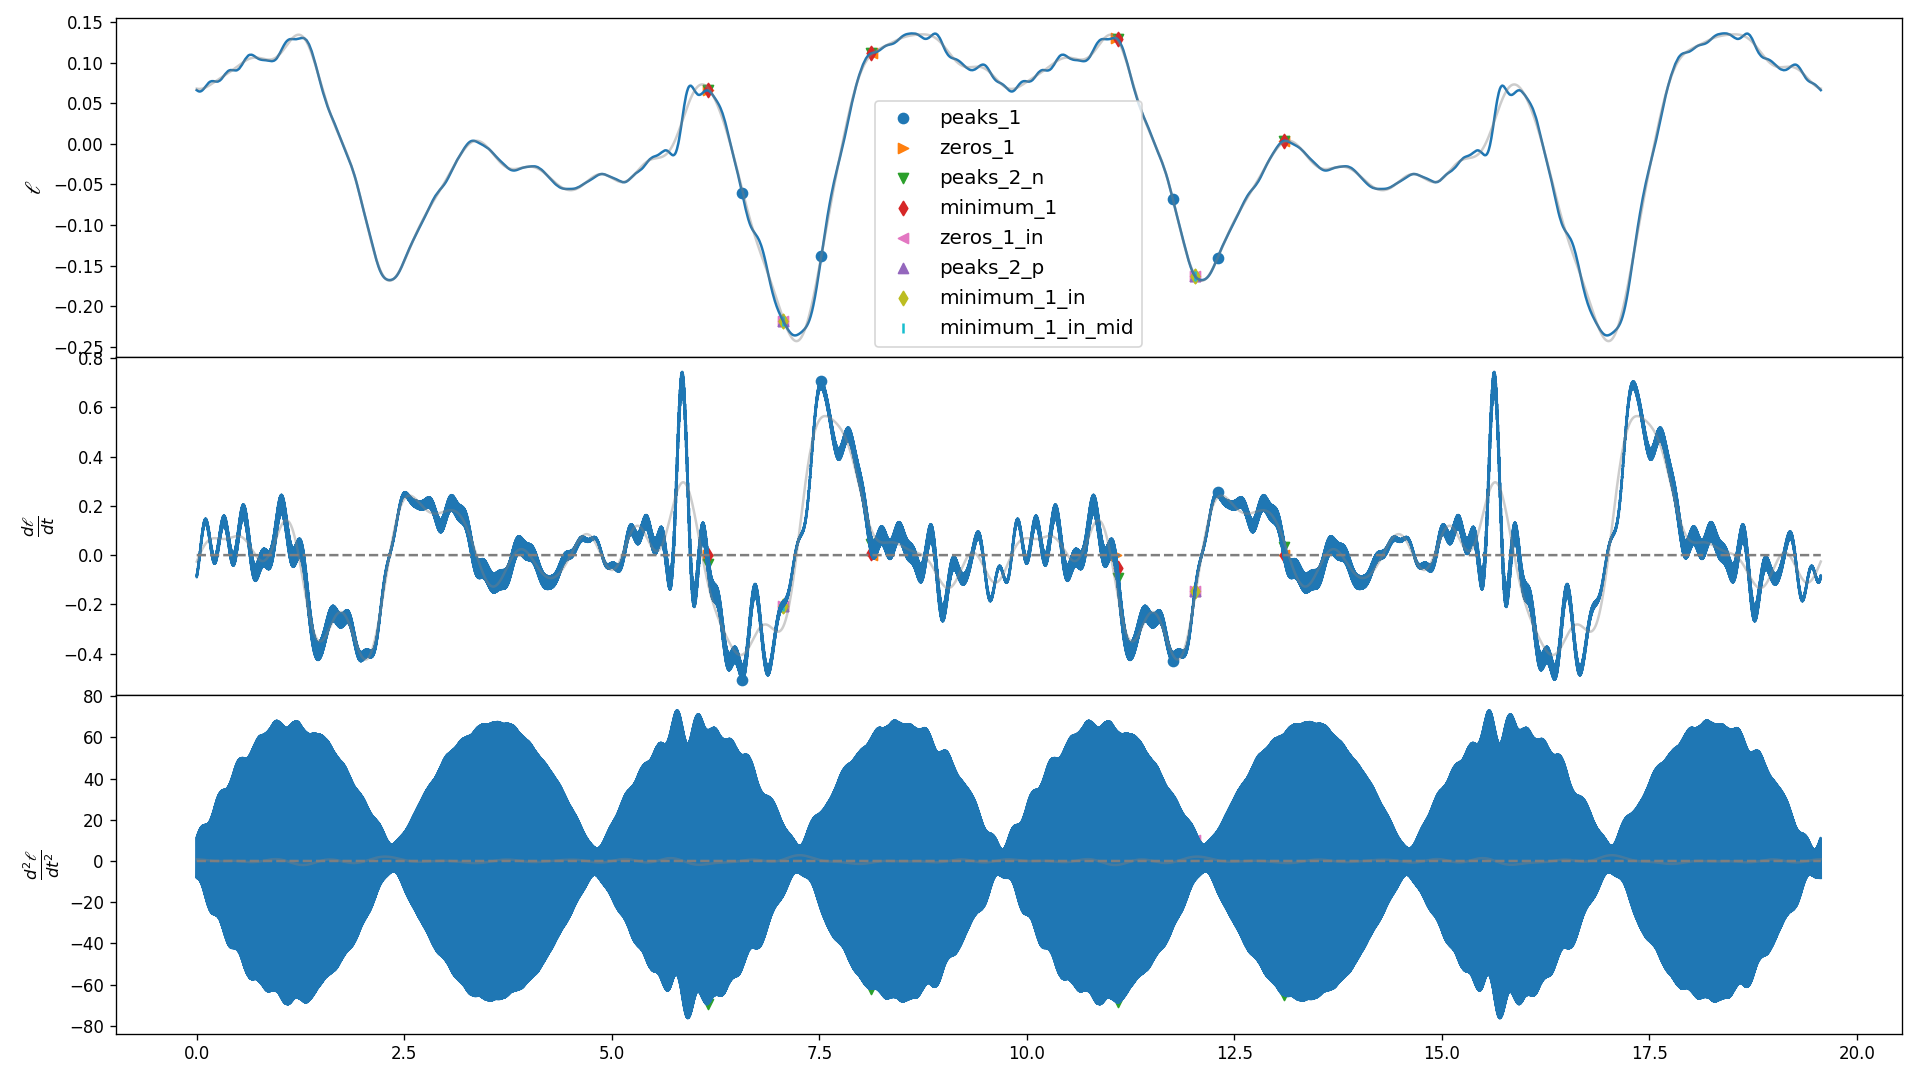 0.15
0.10
0.05
0.00
−0.05
−0.10
−0.15
−0.20
−0.25
ℓ
peaks_1
zeros_1
peaks_2_n
minimum_1
zeros_1_in
peaks_2_p
minimum_1_in
minimum_1_in_mid
0.8
0.6
0.4
0.2
0.0
−0.2
−0.4
dℓ
dt
80
60
40
20
0
−20
−40
−60
−80
d²ℓ
dt²
0.0 2.5 5.0 7.5 10.0 12.5 15.0 17.5 20.0